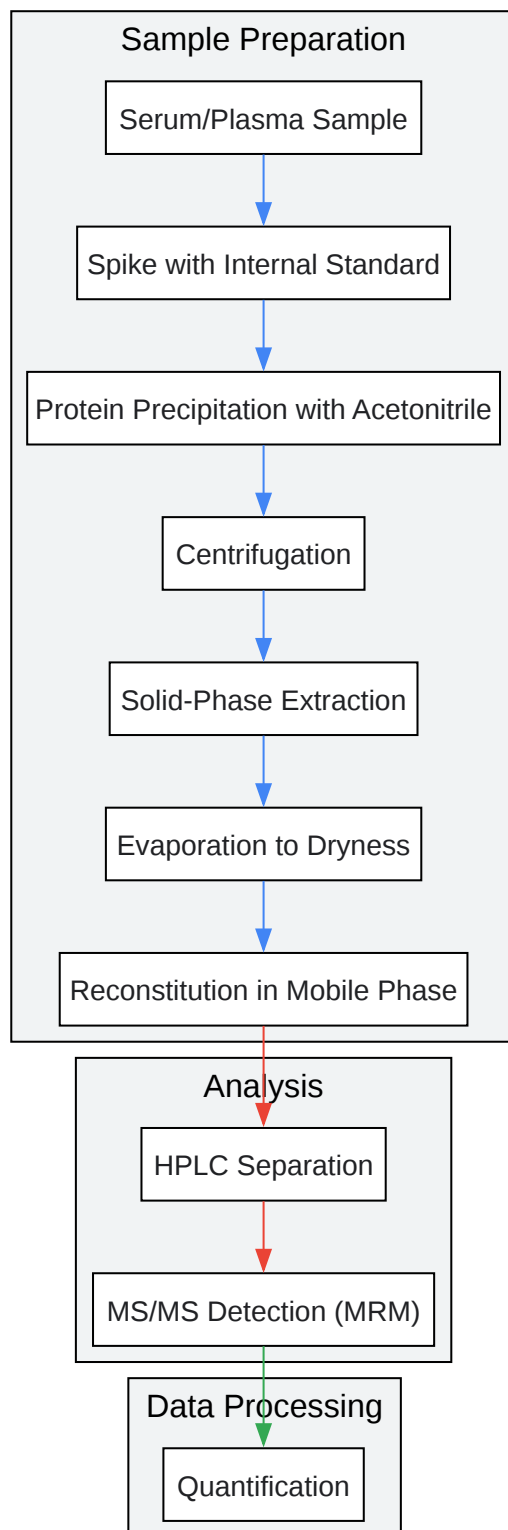 Sample Preparation
Serum/Plasma Sample
Spike with Internal Standard
Protein Precipitation with Acetonitrile
Centrifugation
Solid-Phase Extraction
Evaporation to Dryness
Reconstitution in Mobile Phase
Analysis
HPLC Separation
MS/MS Detection (MRM)
Data Processing
Quantification